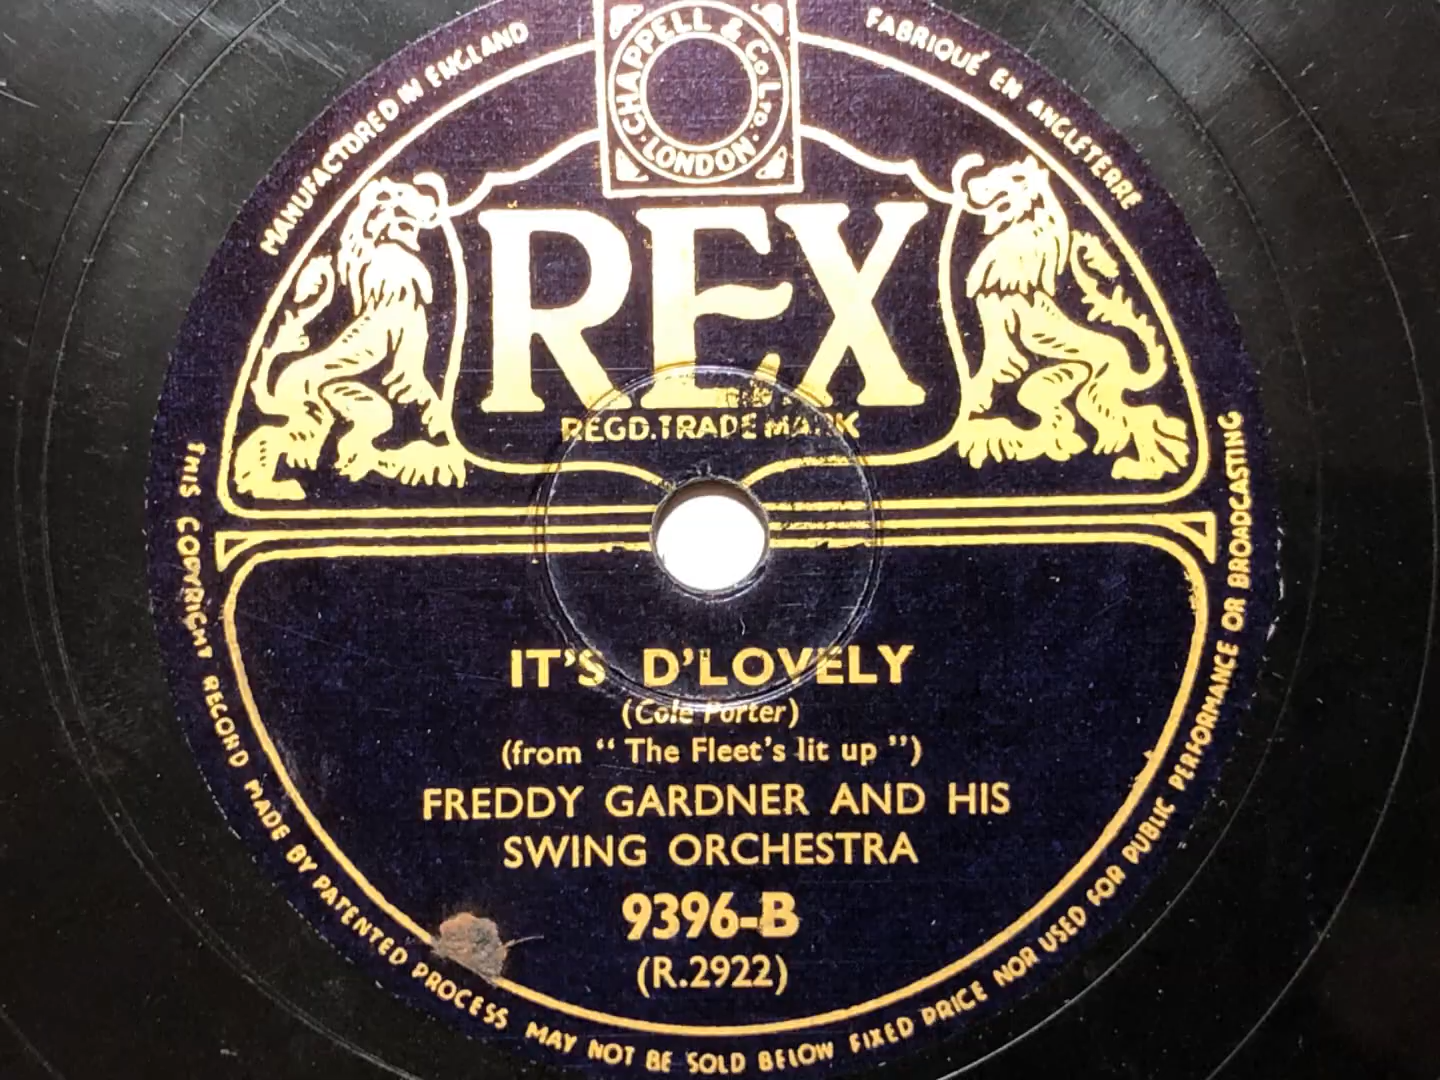 MANUFACTURED IN ENGLAND
CHAPPELL & Co. LTD. · LONDON ·
FABRIQUÉ EN ANGLETERRE
REX
REGD. TRADE MARK
IT'S D'LOVELY
(Cole Porter)
(from “ The Fleet's lit up ”)
FREDDY GARDNER AND HIS
SWING ORCHESTRA
9396-B
(R.2922)
THIS COPYRIGHT RECORD MADE BY PATENTED PROCESS MAY NOT BE SOLD BELOW FIXED PRICE NOR USED FOR PUBLIC PERFORMANCE OR BROADCASTING